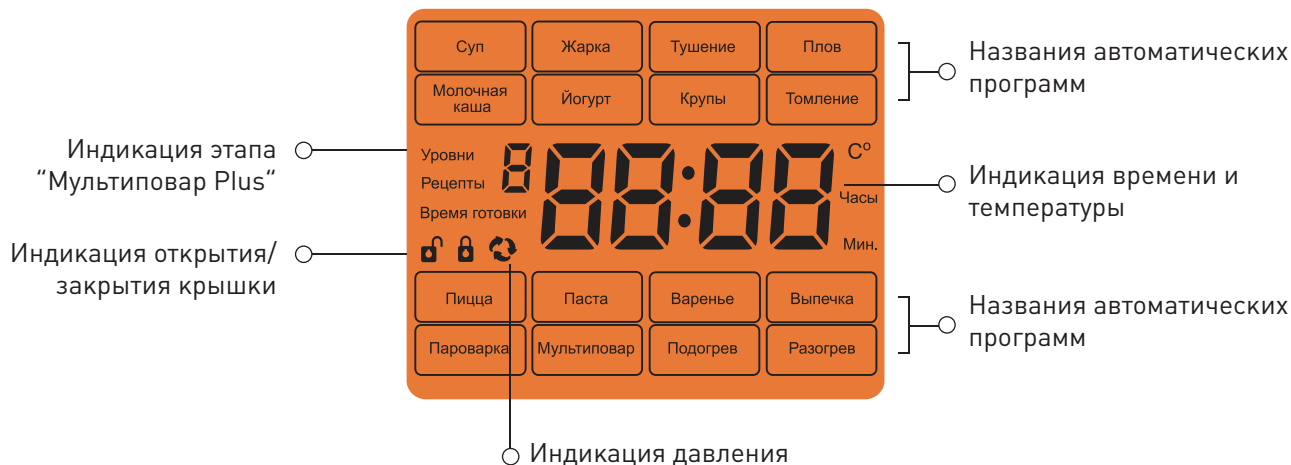 Суп
Жарка
Тушение
Плов
Названия автоматических
программ
Молочная
каша
Йогурт
Крупы
Томление
Индикация этапа
“Мультиповар Plus“
Уровни
Рецепты
Время готовки
8
88:88
Cº
Часы
Мин.
Индикация времени и
температуры
Индикация открытия/
закрытия крышки
Пицца
Паста
Варенье
Выпечка
Названия автоматических
программ
Пароварка
Мультиповар
Подогрев
Разогрев
Индикация давления